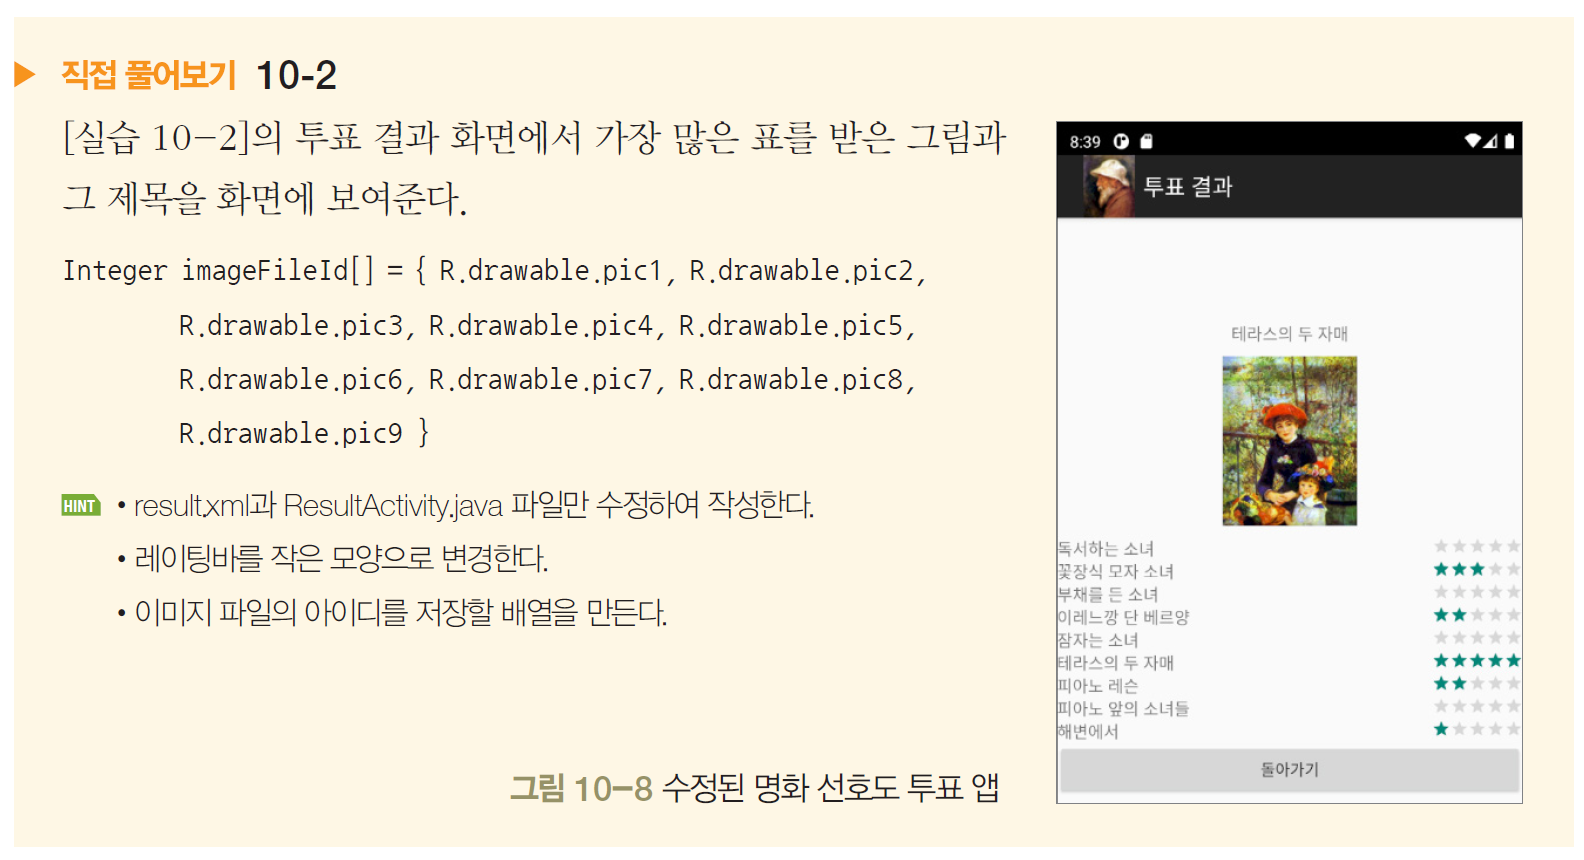 직접 풀어보기 10-2
[실습 10-2]의 투표 결과 화면에서 가장 많은 표를 받은 그림과
그 제목을 화면에 보여준다.
Integer imageFileId[] = { R.drawable.pic1, R.drawable.pic2,
R.drawable.pic3, R.drawable.pic4, R.drawable.pic5,
R.drawable.pic6, R.drawable.pic7, R.drawable.pic8,
R.drawable.pic9 }
HINT • result.xml과 ResultActivity.java 파일만 수정하여 작성한다.
• 레이팅바를 작은 모양으로 변경한다.
• 이미지 파일의 아이디를 저장할 배열을 만든다.
그림 10-8 수정된 명화 선호도 투표 앱
8:39
투표 결과
테라스의 두 자매
독서하는 소녀
꽃장식 모자 소녀
부채를 든 소녀
이레느깡 단 베르양
잠자는 소녀
테라스의 두 자매
피아노 레슨
피아노 앞의 소녀들
해변에서
돌아가기